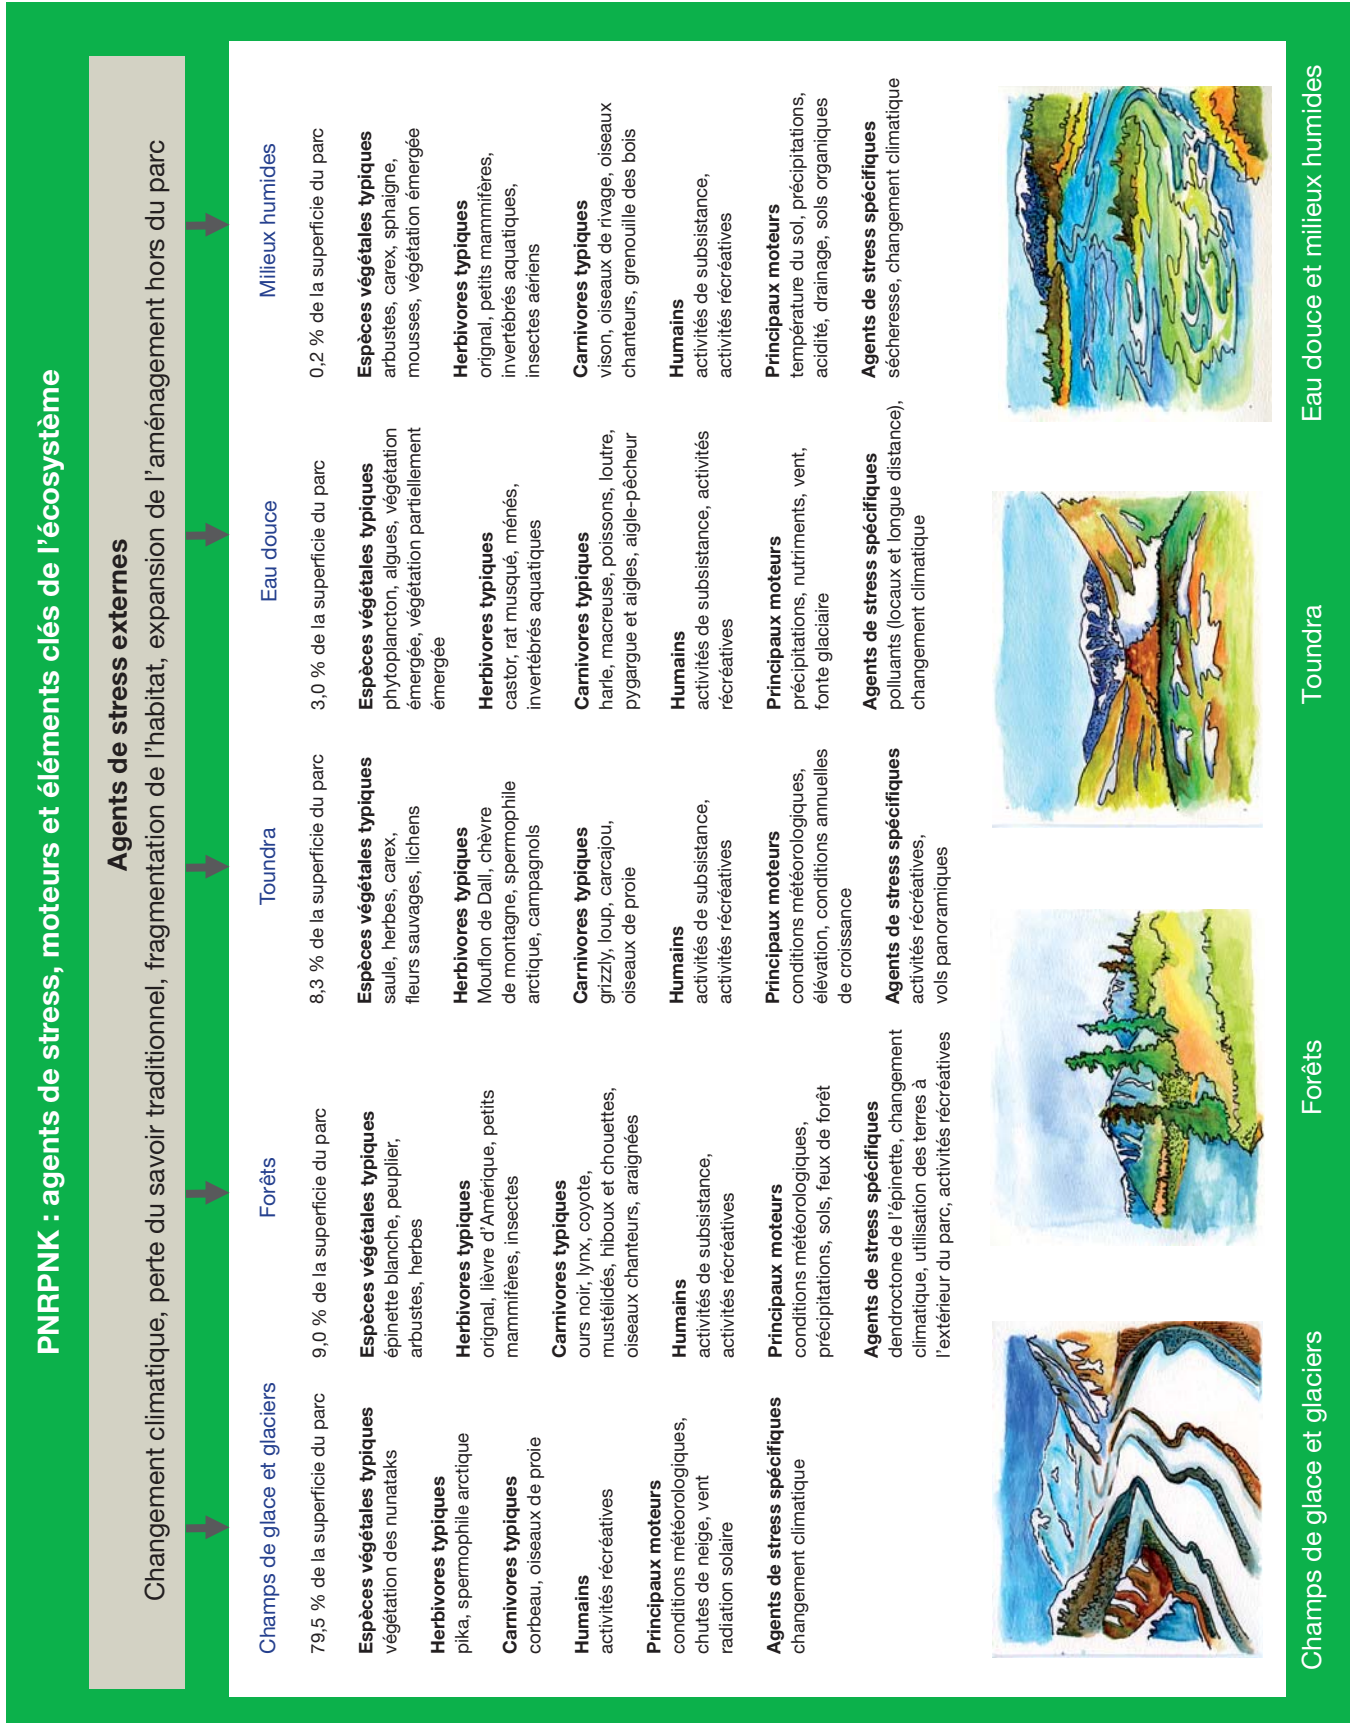 PNRPNK : agents de stress, moteurs et éléments clés de l'écosystème
Agents de stress externes
Changement climatique, perte du savoir traditionnel, fragmentation de l'habitat, expansion de l'aménagement hors du parc
Champs de glace et glaciers
79,5 % de la superficie du parc
Espèces végétales typiques
végétation des nunataks
Herbivores typiques
pika, spermophile arctique
Carnivores typiques
corbeau, oiseaux de proie
Humains
activités récréatives
Principaux moteurs
conditions météorologiques,
chutes de neige, vent
radiation solaire
Agents de stress spécifiques
changement climatique
Forêts
9,0 % de la superficie du parc
Espèces végétales typiques
épinette blanche, peuplier,
arbustes, herbes
Herbivores typiques
orignal, lièvre d'Amérique, petits
mammifères, insectes
Carnivores typiques
ours noir, lynx, coyote,
mustélidés, hiboux et chouettes,
oiseaux chanteurs, araignées
Humains
activités de subsistance,
activités récréatives
Principaux moteurs
conditions météorologiques,
précipitations, sols, feux de forêt
Agents de stress spécifiques
dendroctone de l'épinette, changement
climatique, utilisation des terres à
l'extérieur du parc, activités récréatives
Toundra
8,3 % de la superficie du parc
Espèces végétales typiques
saule, herbes, carex,
fleurs sauvages, lichens
Herbivores typiques
Mouflon de Dall, chèvre
de montagne, spermophile
arctique, campagnols
Carnivores typiques
grizzly, loup, carcajou,
oiseaux de proie
Humains
activités de subsistance,
activités récréatives
Principaux moteurs
conditions météorologiques,
élévation, conditions annuelles
de croissance
Agents de stress spécifiques
activités récréatives,
vols panoramiques
Eau douce
3,0 % de la superficie du parc
Espèces végétales typiques
phytoplancton, algues, végétation
émergée, végétation partiellement
émergée
Herbivores typiques
castor, rat musqué, ménés,
invertébrés aquatiques
Carnivores typiques
harle, macreuse, poissons, loutre,
pygargue et aigles, aigle-pêcheur
Humains
activités de subsistance, activités
récréatives
Principaux moteurs
précipitations, nutriments, vent,
fonte glaciaire
Agents de stress spécifiques
polluants (locaux et longue distance),
changement climatique
Milieux humides
0,2 % de la superficie du parc
Espèces végétales typiques
arbustes, carex, sphaigne,
mousses, végétation émergée
Herbivores typiques
orignal, petits mammifères,
invertébrés aquatiques,
insectes aériens
Carnivores typiques
vison, oiseaux de rivage, oiseaux
chanteurs, grenouille des bois
Humains
activités de subsistance,
activités récréatives
Principaux moteurs
température du sol, précipitations,
acidité, drainage, sols organiques
Agents de stress spécifiques
sécheresse, changement climatique
Champs de glace et glaciers
Forêts
Toundra
Eau douce et milieux humides